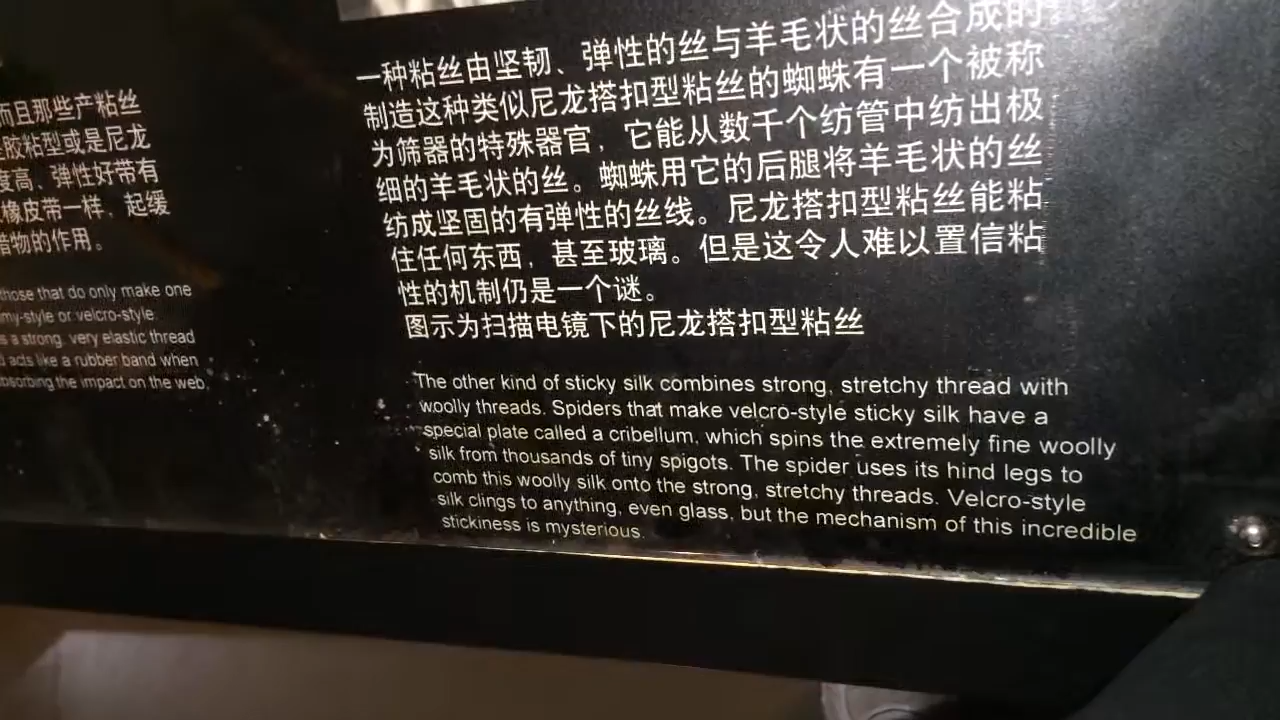 而且那些产粘丝
胶粘型或是尼龙
度高、弹性好带有
橡皮带一样，起缓
猎物的作用。
those that do only make one
my-style or velcro-style.
s a strong, very elastic thread
acts like a rubber band when
bsorbing the impact on the web.
一种粘丝由坚韧、弹性的丝与羊毛状的丝合成的
制造这种类似尼龙搭扣型粘丝的蜘蛛有一个被称
为筛器的特殊器官，它能从数千个纺管中纺出极
细的羊毛状的丝。蜘蛛用它的后腿将羊毛状的丝
纺成坚固的有弹性的丝线。尼龙搭扣型粘丝能粘
住任何东西，甚至玻璃。但是这令人难以置信粘
性的机制仍是一个谜。
图示为扫描电镜下的尼龙搭扣型粘丝
The other kind of sticky silk combines strong, stretchy thread with
woolly threads. Spiders that make velcro-style sticky silk have a
special plate called a cribellum, which spins the extremely fine woolly
silk from thousands of tiny spigots. The spider uses its hind legs to
comb this woolly silk onto the strong, stretchy threads. Velcro-style
silk clings to anything, even glass, but the mechanism of this incredible
stickiness is mysterious.